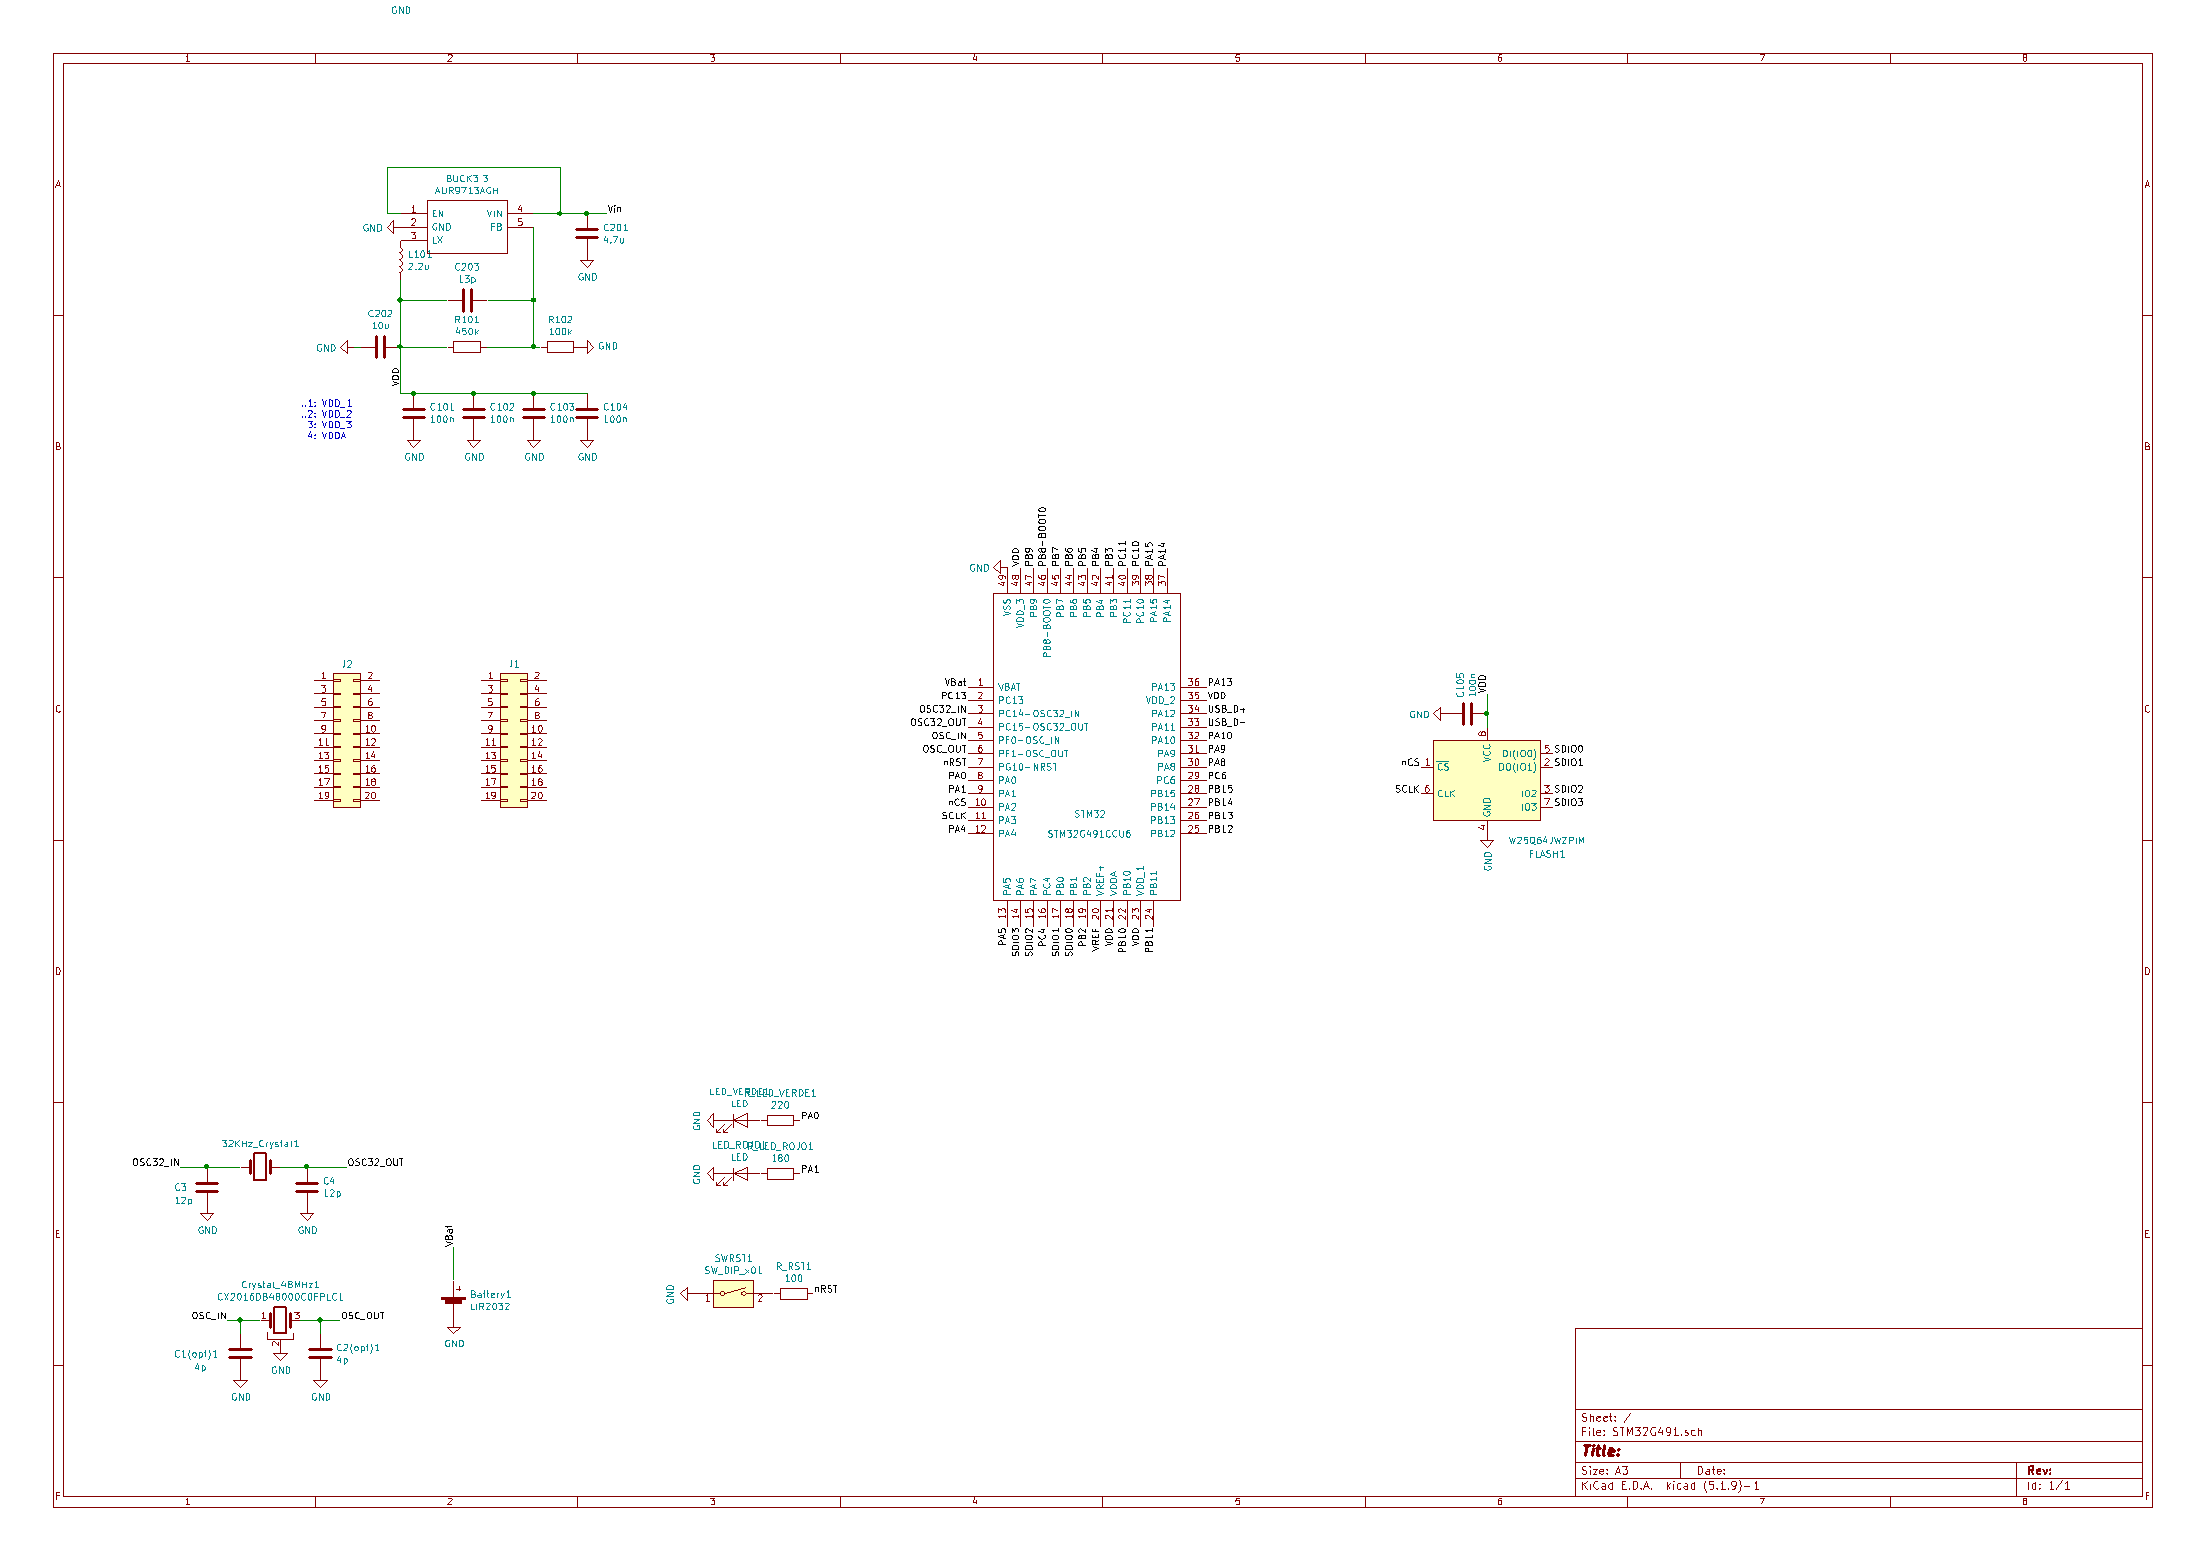 GND
1 2 3 4 5 6 7 8
A A
BUCK3 3
AUR9713AGH
1 EN VIN 4 Vin
GND 2 GND FB 5
3 LX
C201
4.7u
GND
L101
2.2u
C203
13p
C202
10u
R101
450k
R102
100k
GND GND
VDD
..1: VDD_1
..2: VDD_2
3: VDD_3
4: VDDA
C101
100n
C102
100n
C103
100n
C104
100n
GND GND GND GND
B B
GND
49 48 47 46 45 44 43 42 41 40 39 38 37
VDD PB9 PB8-BOOT0 PB7 PB6 PB5 PB4 PB3 PC11 PC10 PA15 PA14
VSS VDD_3 PB9 PB8-BOOT0 PB7 PB6 PB5 PB4 PB3 PC11 PC10 PA15 PA14
J2
1 2
3 4
5 6
7 8
9 10
11 12
13 14
15 16
17 18
19 20
J1
1 2
3 4
5 6
7 8
9 10
11 12
13 14
15 16
17 18
19 20
VBat 1 VBAT PA13 36 PA13
PC13 2 PC13 VDD_2 35 VDD
OSC32_IN 3 PC14-OSC32_IN PA12 34 USB_D+
OSC32_OUT 4 PC15-OSC32_OUT PA11 33 USB_D-
OSC_IN 5 PF0-OSC_IN PA10 32 PA10
OSC_OUT 6 PF1-OSC_OUT PA9 31 PA9
nRST 7 PG10-NRST PA8 30 PA8
PA0 8 PA0 PC6 29 PC6
PA1 9 PA1 PB15 28 PB15
nCS 10 PA2 PB14 27 PB14
SCLK 11 PA3 PB13 26 PB13
PA4 12 PA4 PB12 25 PB12
STM32
STM32G491CCU6
PA5 PA6 PA7 PC4 PB0 PB1 PB2 VREF+ VDDA PB10 VDD_1 PB11
13 14 15 16 17 18 19 20 21 22 23 24
PA5 SDIO3 SDIO2 PC4 SDIO1 SDIO0 PB2 VREF VDD PB10 VDD PB11
C C
C105
100n
VDD
GND
8
VCC
DI(IO0) 5 SDIO0
nCS 1 CS DO(IO1) 2 SDIO1
SCLK 6 CLK IO2 3 SDIO2
GND IO3 7 SDIO3
4
GND
W25Q64JWZPIM
FLASH1
D D
LED_VERDE1 R_LED_VERDE1
LED 220
GND PA0
LED_ROJO1 R_LED_ROJO1
LED 180
GND PA1
32KHz_Crystal1
OSC32_IN OSC32_OUT
C3
12p
C4
12p
GND GND
E E
VBat
+
Battery1
LIR2032
GND
SWRST1
SW_DIP_x01
R_RST1
100
GND 1 2 nRST
Crystal_48MHz1
CX2016DB48000C0FPLC1
OSC_IN 1 3 OSC_OUT
2
C1(opt)1
4p
C2(opt)1
4p
GND
GND GND
Sheet: /
File: STM32G491.sch
Title:
Size: A3 Date: Rev:
KiCad E.D.A. kicad (5.1.9)-1 Id: 1/1
F F
1 2 3 4 5 6 7 8